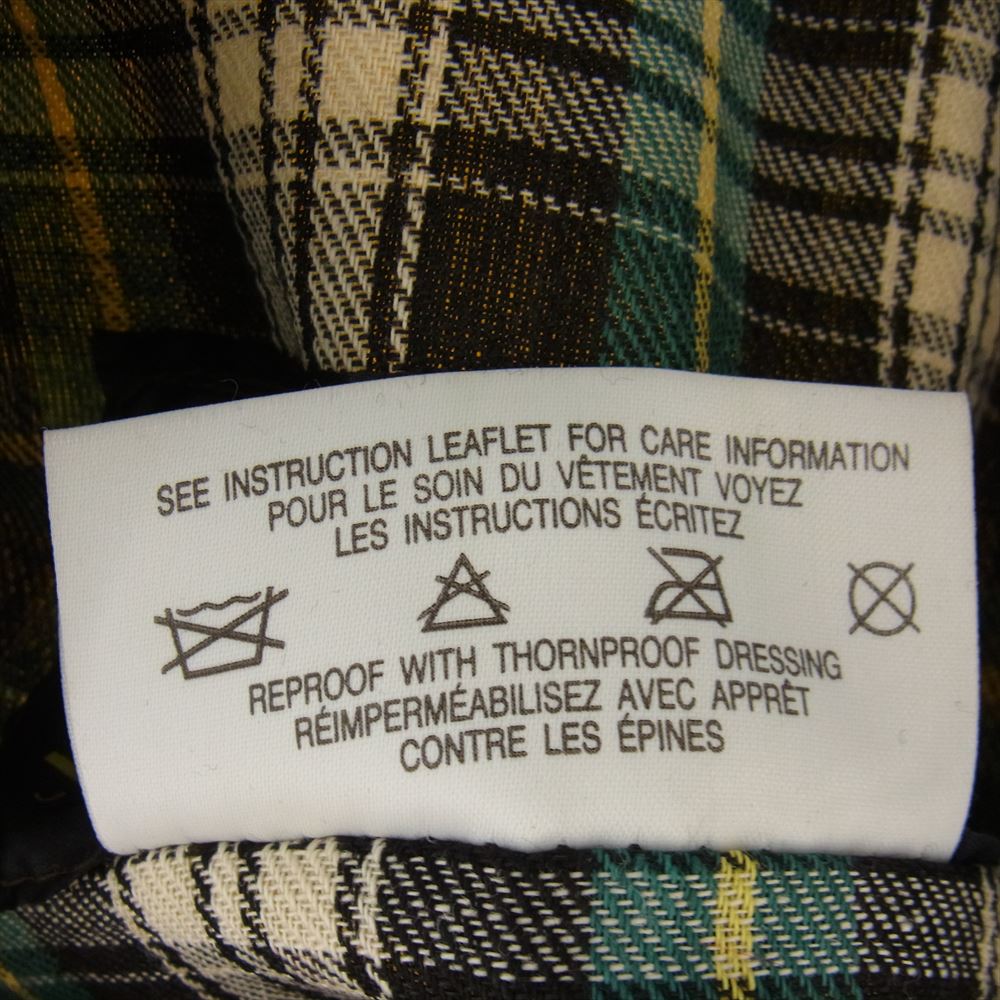 SEE INSTRUCTION LEAFLET FOR CARE INFORMATION
POUR LE SOIN DU VÊTEMENT VOYEZ
LES INSTRUCTIONS ÉCRITEZ
REPROOF WITH THORNPROOF DRESSING
RÉIMPERMÉABILISEZ AVEC APPRÊT
CONTRE LES ÉPINES